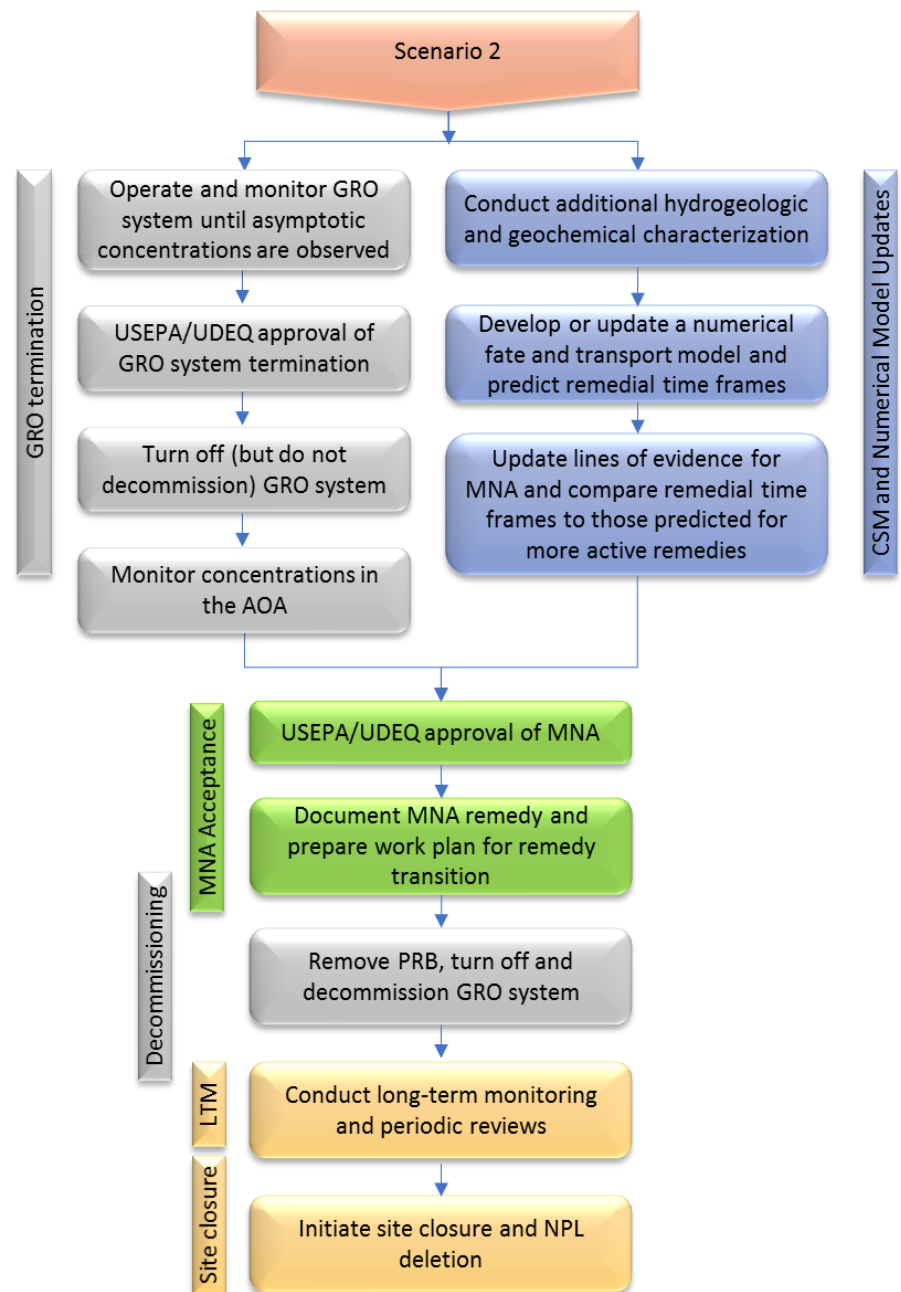 Scenario 2
GRO termination
Operate and monitor GRO
system until asymptotic
concentrations are observed
USEPA/UDEQ approval of
GRO system termination
Turn off (but do not
decommission) GRO system
Monitor concentrations in
the AOA
Conduct additional hydrogeologic
and geochemical characterization
Develop or update a numerical
fate and transport model and
predict remedial time frames
Update lines of evidence for
MNA and compare remedial time
frames to those predicted for
more active remedies
CSM and Numerical Model Updates
MNA Acceptance
USEPA/UDEQ approval of MNA
Document MNA remedy and
prepare work plan for remedy
transition
Decommissioning
Remove PRB, turn off and
decommission GRO system
LTM
Conduct long-term monitoring
and periodic reviews
Site closure
Initiate site closure and NPL
deletion